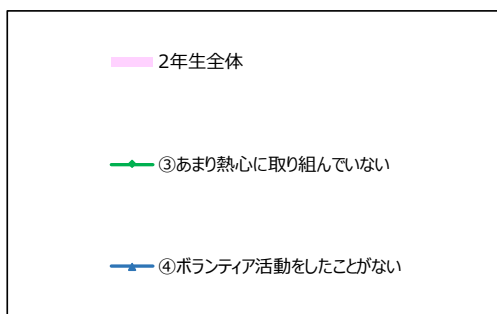 2年生全体
③あまり熱心に取り組んでいない
④ボランティア活動をしたことがない